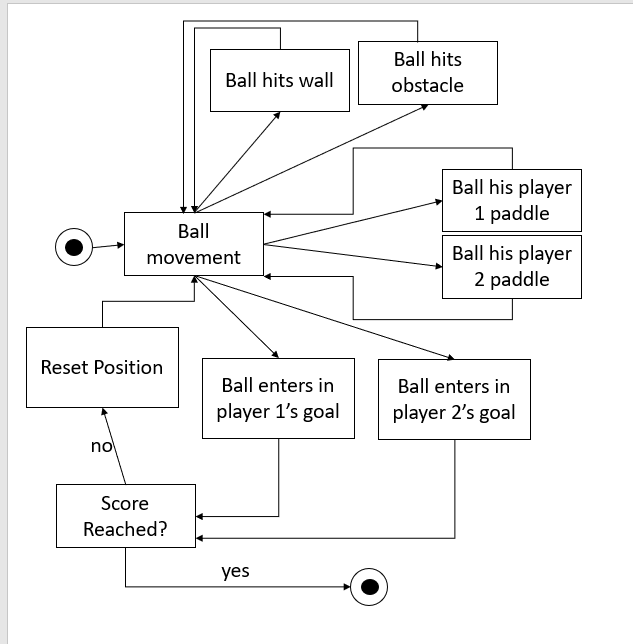 Ball hits wall
Ball hits
obstacle
Ball his player
1 paddle
Ball
movement
Ball his player
2 paddle
Reset Position
Ball enters in
player 1’s goal
Ball enters in
player 2’s goal
no
Score
Reached?
yes